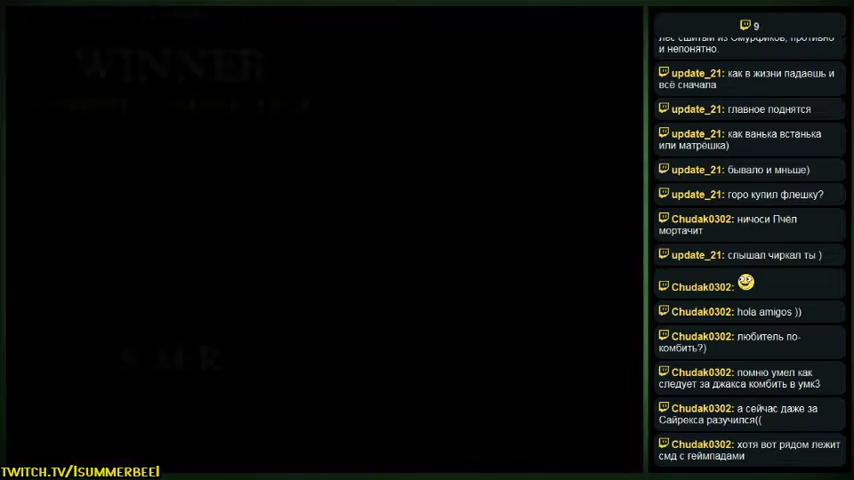 WINNER
9
лес сшитый из Смурфиков, противно
и непонятно.
update_21: как в жизни падаешь и
всё сначала
update_21: главное поднятся
update_21: как ванька встанька
или матрёшка)
update_21: бывало и мньше)
update_21: горо купил флешку?
Chudak0302: ничоси Пчёл
мортачит
update_21: слышал чиркал ты )
Chudak0302:
Chudak0302: hola amigos ))
Chudak0302: любитель по-
комбить?)
Chudak0302: помню умел как
следует за джакса комбить в умк3
Chudak0302: а сейчас даже за
Сайрекса разучился((
Chudak0302: хотя вот рядом лежит
смд с геймпадами
TWITCH.TV/1SUMMERBEE1